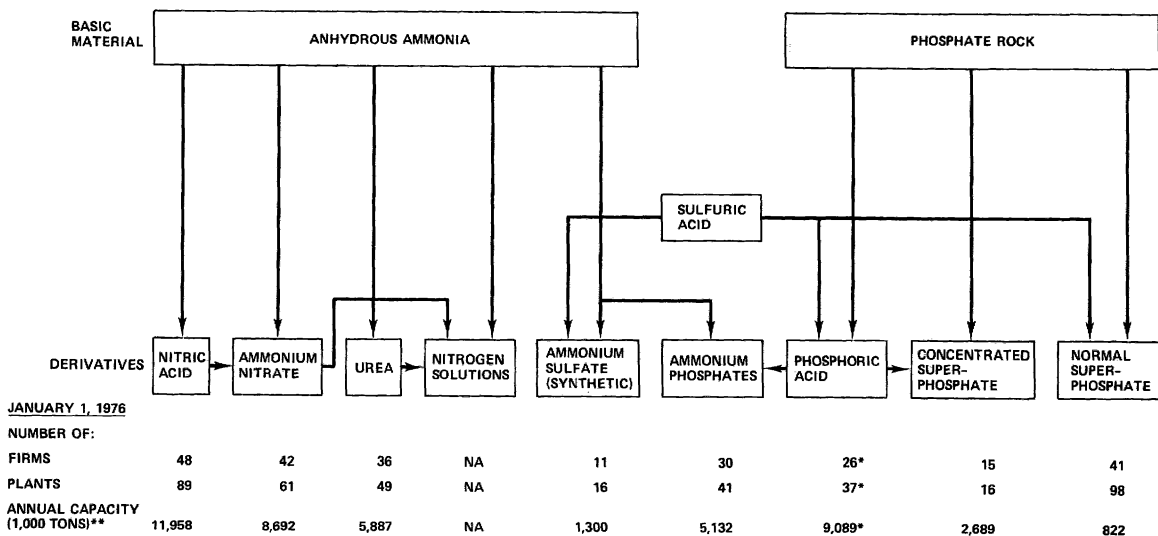 BASIC
MATERIAL
ANHYDROUS AMMONIA
PHOSPHATE ROCK
SULFURIC
ACID
DERIVATIVES
NITRIC
ACID
AMMONIUM
NITRATE
UREA
NITROGEN
SOLUTIONS
AMMONIUM
SULFATE
(SYNTHETIC)
AMMONIUM
PHOSPHATES
PHOSPHORIC
ACID
CONCENTRATED
SUPER-
PHOSPHATE
NORMAL
SUPER-
PHOSPHATE
JANUARY 1, 1976
NUMBER OF:
FIRMS 48 42 36 NA 11 30 26* 15 41
PLANTS 89 61 49 NA 16 41 37* 16 98
ANNUAL CAPACITY
(1,000 TONS)** 11,958 8,692 5,887 NA 1,300 5,132 9,089* 2,689 822